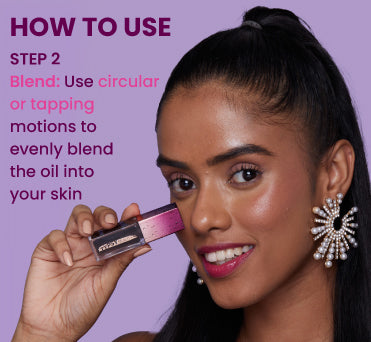 HOW TO USE
STEP 2
Blend: Use circular
or tapping
motions to
evenly blend
the oil into
your skin